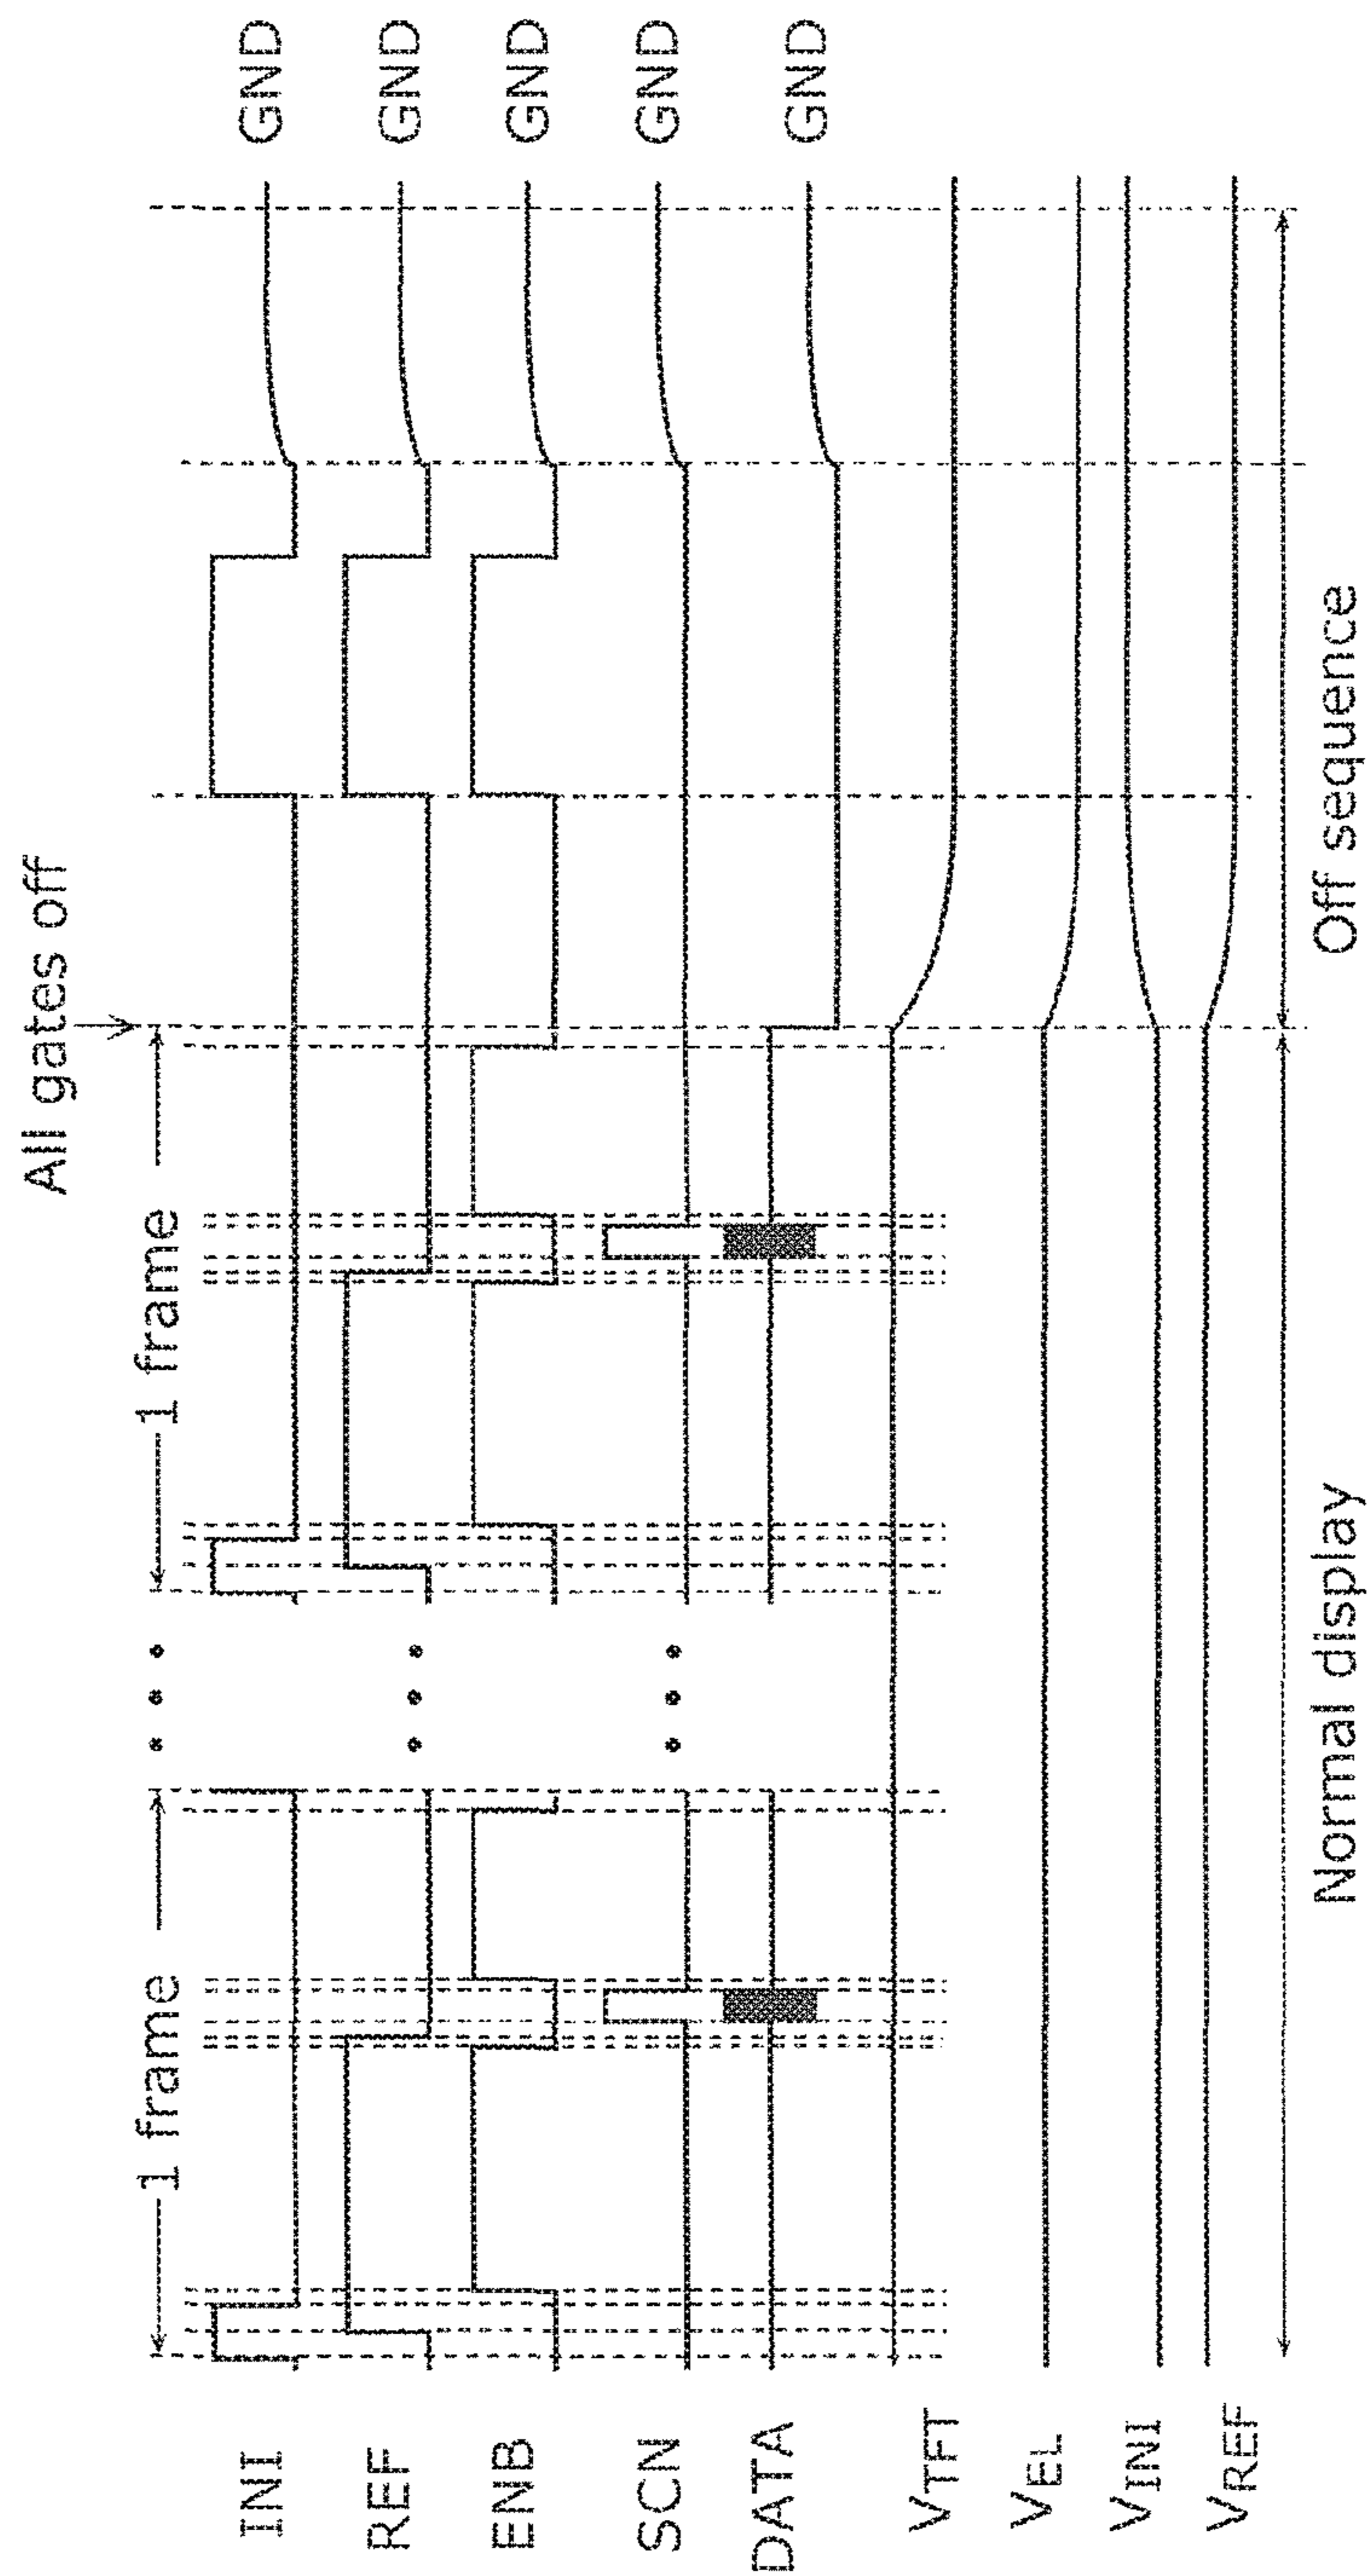 All gates off
1 frame
1 frame
INI
GND
REF
GND
ENB
GND
SCN
GND
DATA
GND
VTFT
VEL
VINI
VREF
Normal display
Off sequence